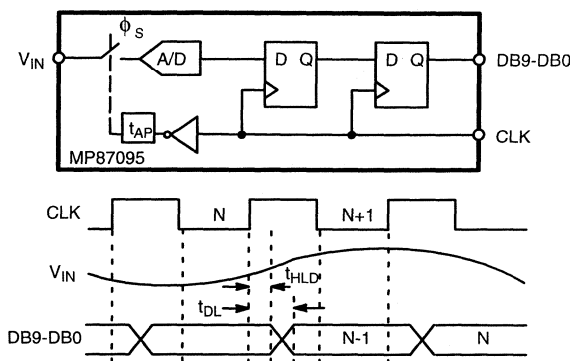 ϕS
VIN
A/D
D Q
D Q
DB9-DB0
tAP
CLK
MP87095
CLK
N
N+1
VIN
tHLD
tDL
DB9-DB0
N-1
N